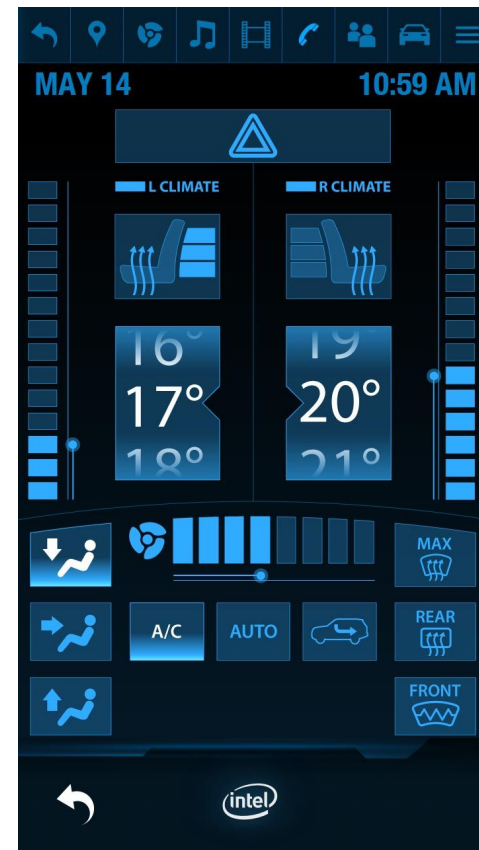 MAY 14 10:59 AM
L CLIMATE R CLIMATE
16° 19°
17° 20°
18° 21°
MAX
A/C AUTO REAR
FRONT
intel